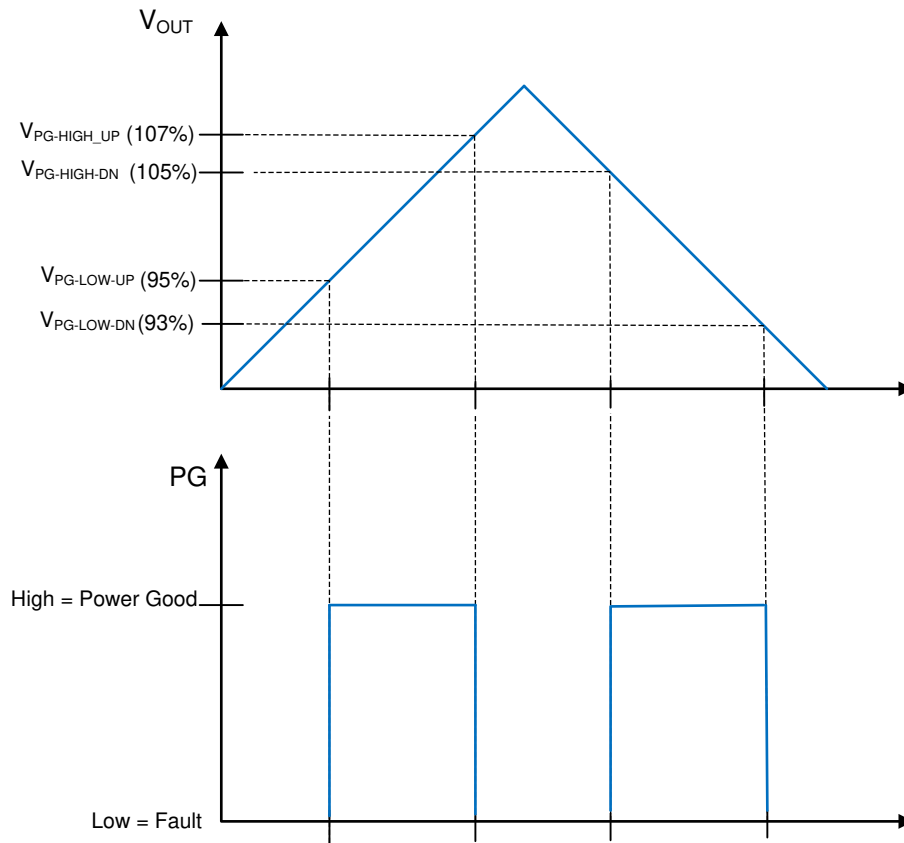 VOUT
VPG-HIGH_UP (107%)
VPG-HIGH-DN (105%)
VPG-LOW-UP (95%)
VPG-LOW-DN (93%)
PG
High = Power Good
Low = Fault